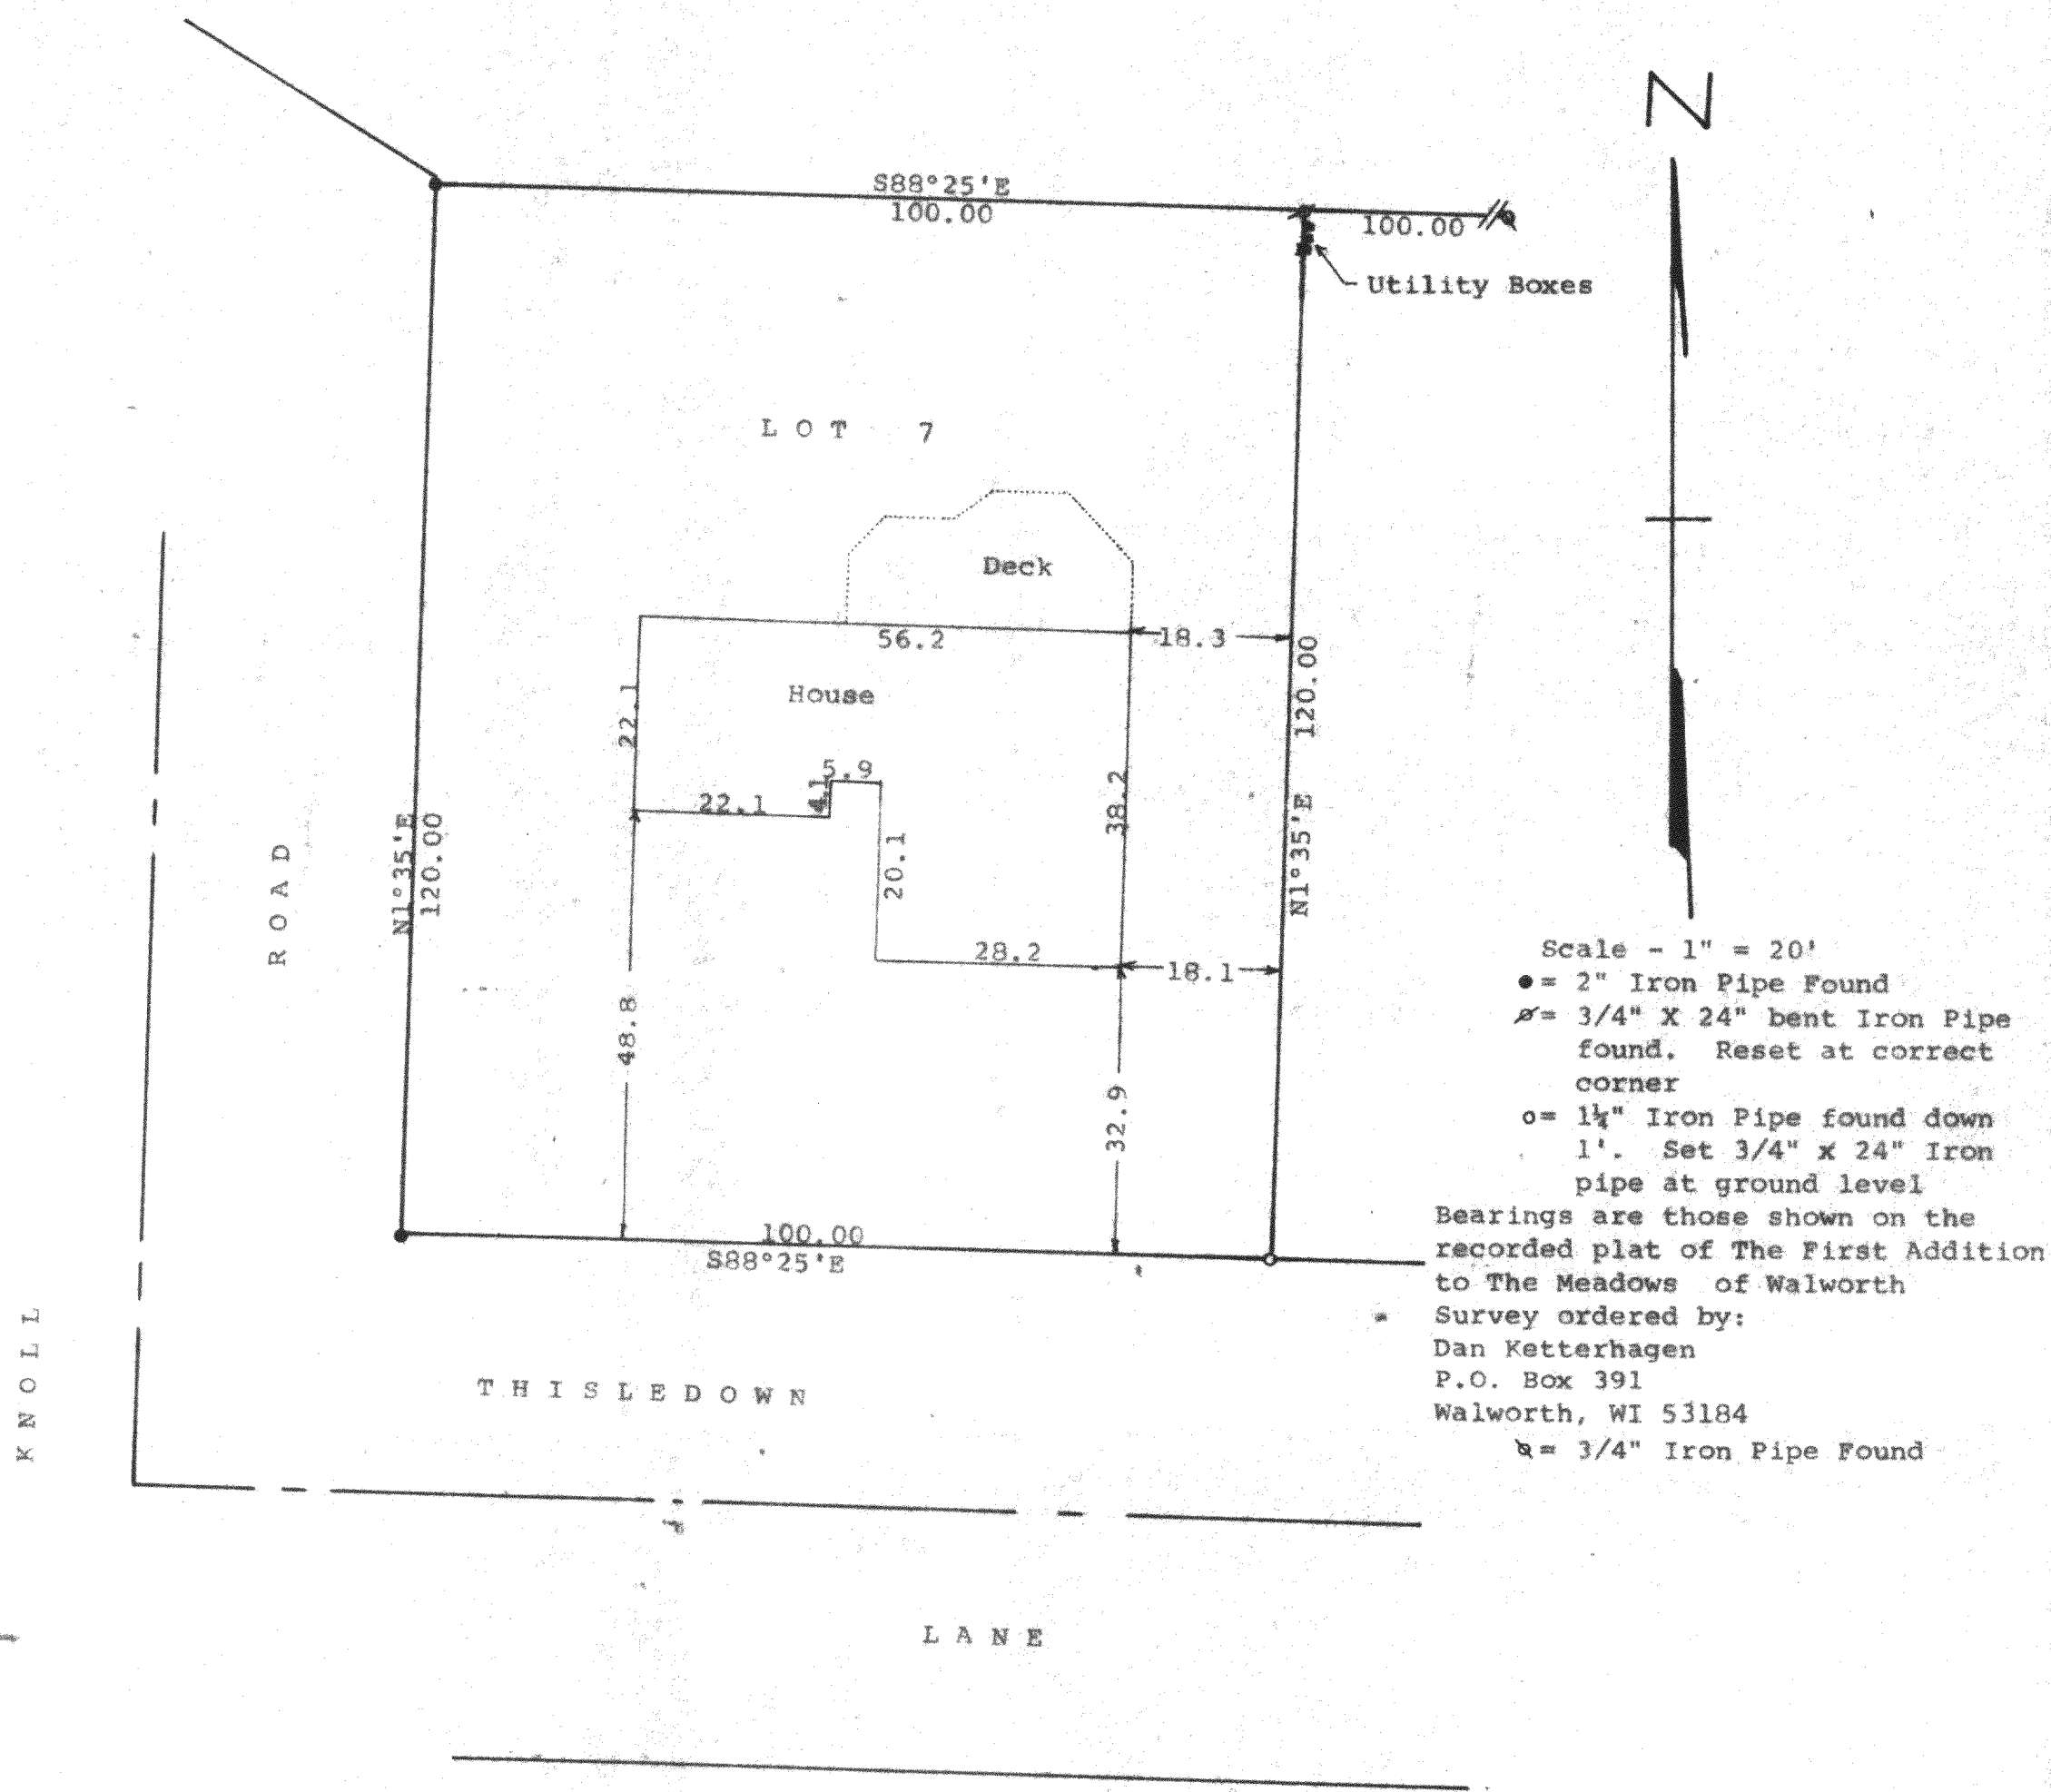 N
S88°25'E
100.00
100.00
Utility Boxes
LOT 7
Deck
56.2
18.3
House
22.1
120.00
5.9
4.1
22.1
38.2
20.1
N1°35'E
120.00
N1°35'E
ROAD
28.2
18.1
48.8
32.9
100.00
S88°25'E
Scale - 1" = 20'
= 2" Iron Pipe Found
= 3/4" X 24" bent Iron Pipe
found. Reset at correct
corner
o= 1¼" Iron Pipe found down
1'. Set 3/4" x 24" Iron
pipe at ground level
Bearings are those shown on the
recorded plat of The First Addition
to The Meadows of Walworth
Survey ordered by:
Dan Ketterhagen
P.O. Box 391
Walworth, WI 53184
= 3/4" Iron Pipe Found
KNOLL
THISLEDOWN
LANE